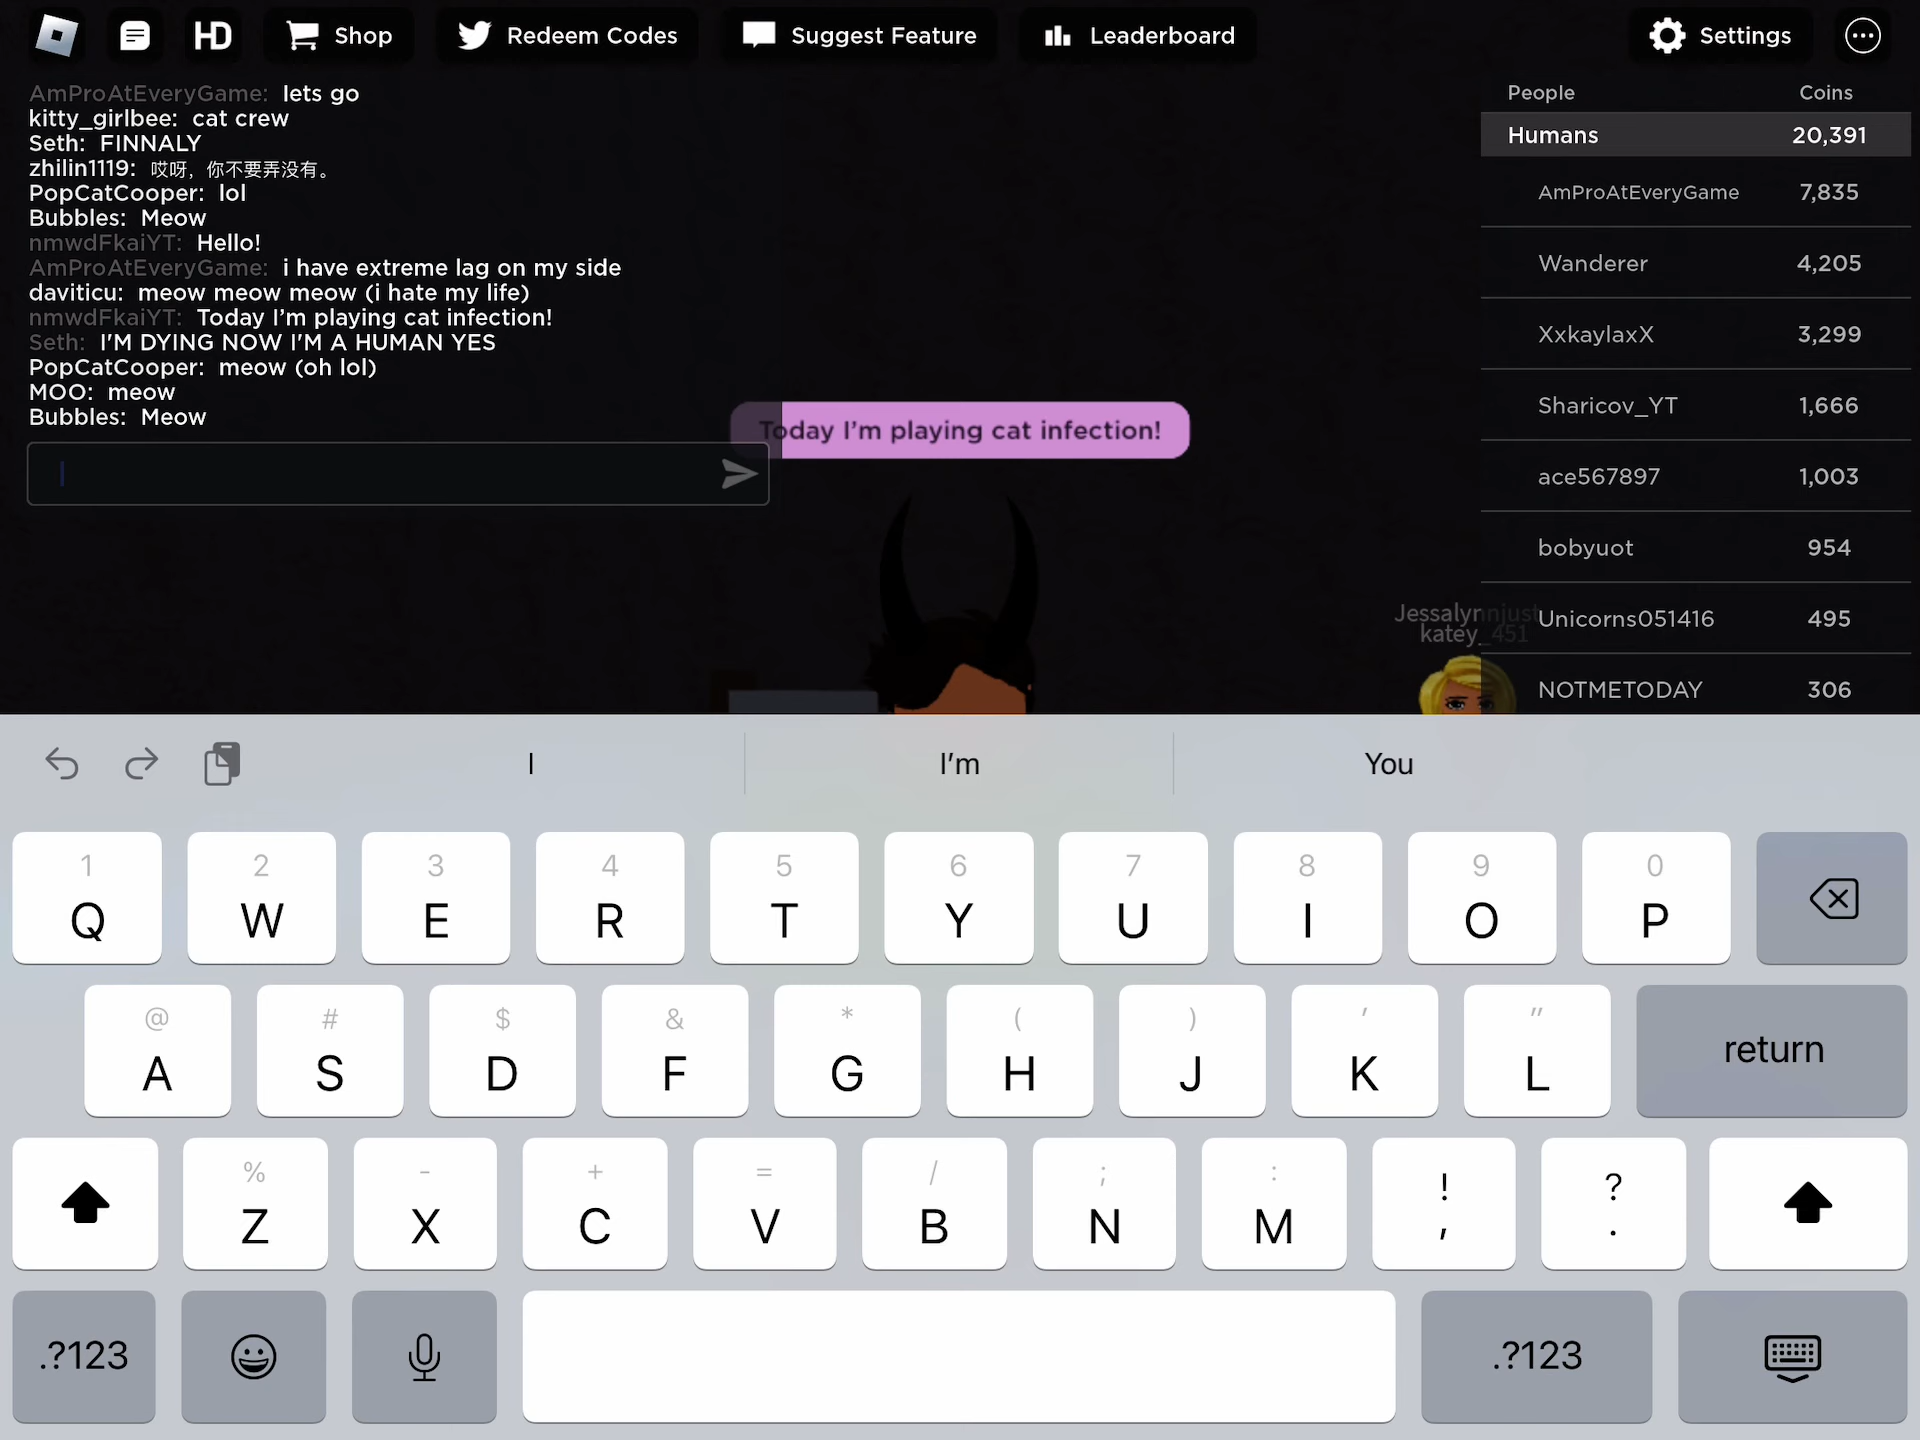 HD
Shop
Redeem Codes
Suggest Feature
Leaderboard
Settings
AmProAtEveryGame: lets go
kitty_girlbee: cat crew
Seth: FINNALY
zhilin1119: 哎呀，你不要弄没有。
PopCatCooper: lol
Bubbles: Meow
nmwdFkaiYT: Hello!
AmProAtEveryGame: i have extreme lag on my side
daviticu: meow meow meow (i hate my life)
nmwdFkaiYT: Today I'm playing cat infection!
Seth: I'M DYING NOW I'M A HUMAN YES
PopCatCooper: meow (oh lol)
MOO: meow
Bubbles: Meow
Today I'm playing cat infection!
People Coins
Humans 20,391
AmProAtEveryGame 7,835
Wanderer 4,205
XxkaylaxX 3,299
Sharicov_YT 1,666
ace567897 1,003
bobyuot 954
Unicorns051416 495
NOTMETODAY 306
Jessalynnjust
katey_451
I I'm You
1 2 3 4 5 6 7 8 9 0
Q W E R T Y U I O P
@ # $ & * ( ) ' "
A S D F G H J K L return
% - + = / ; : ! ?
Z X C V B N M , .
.?123 .?123